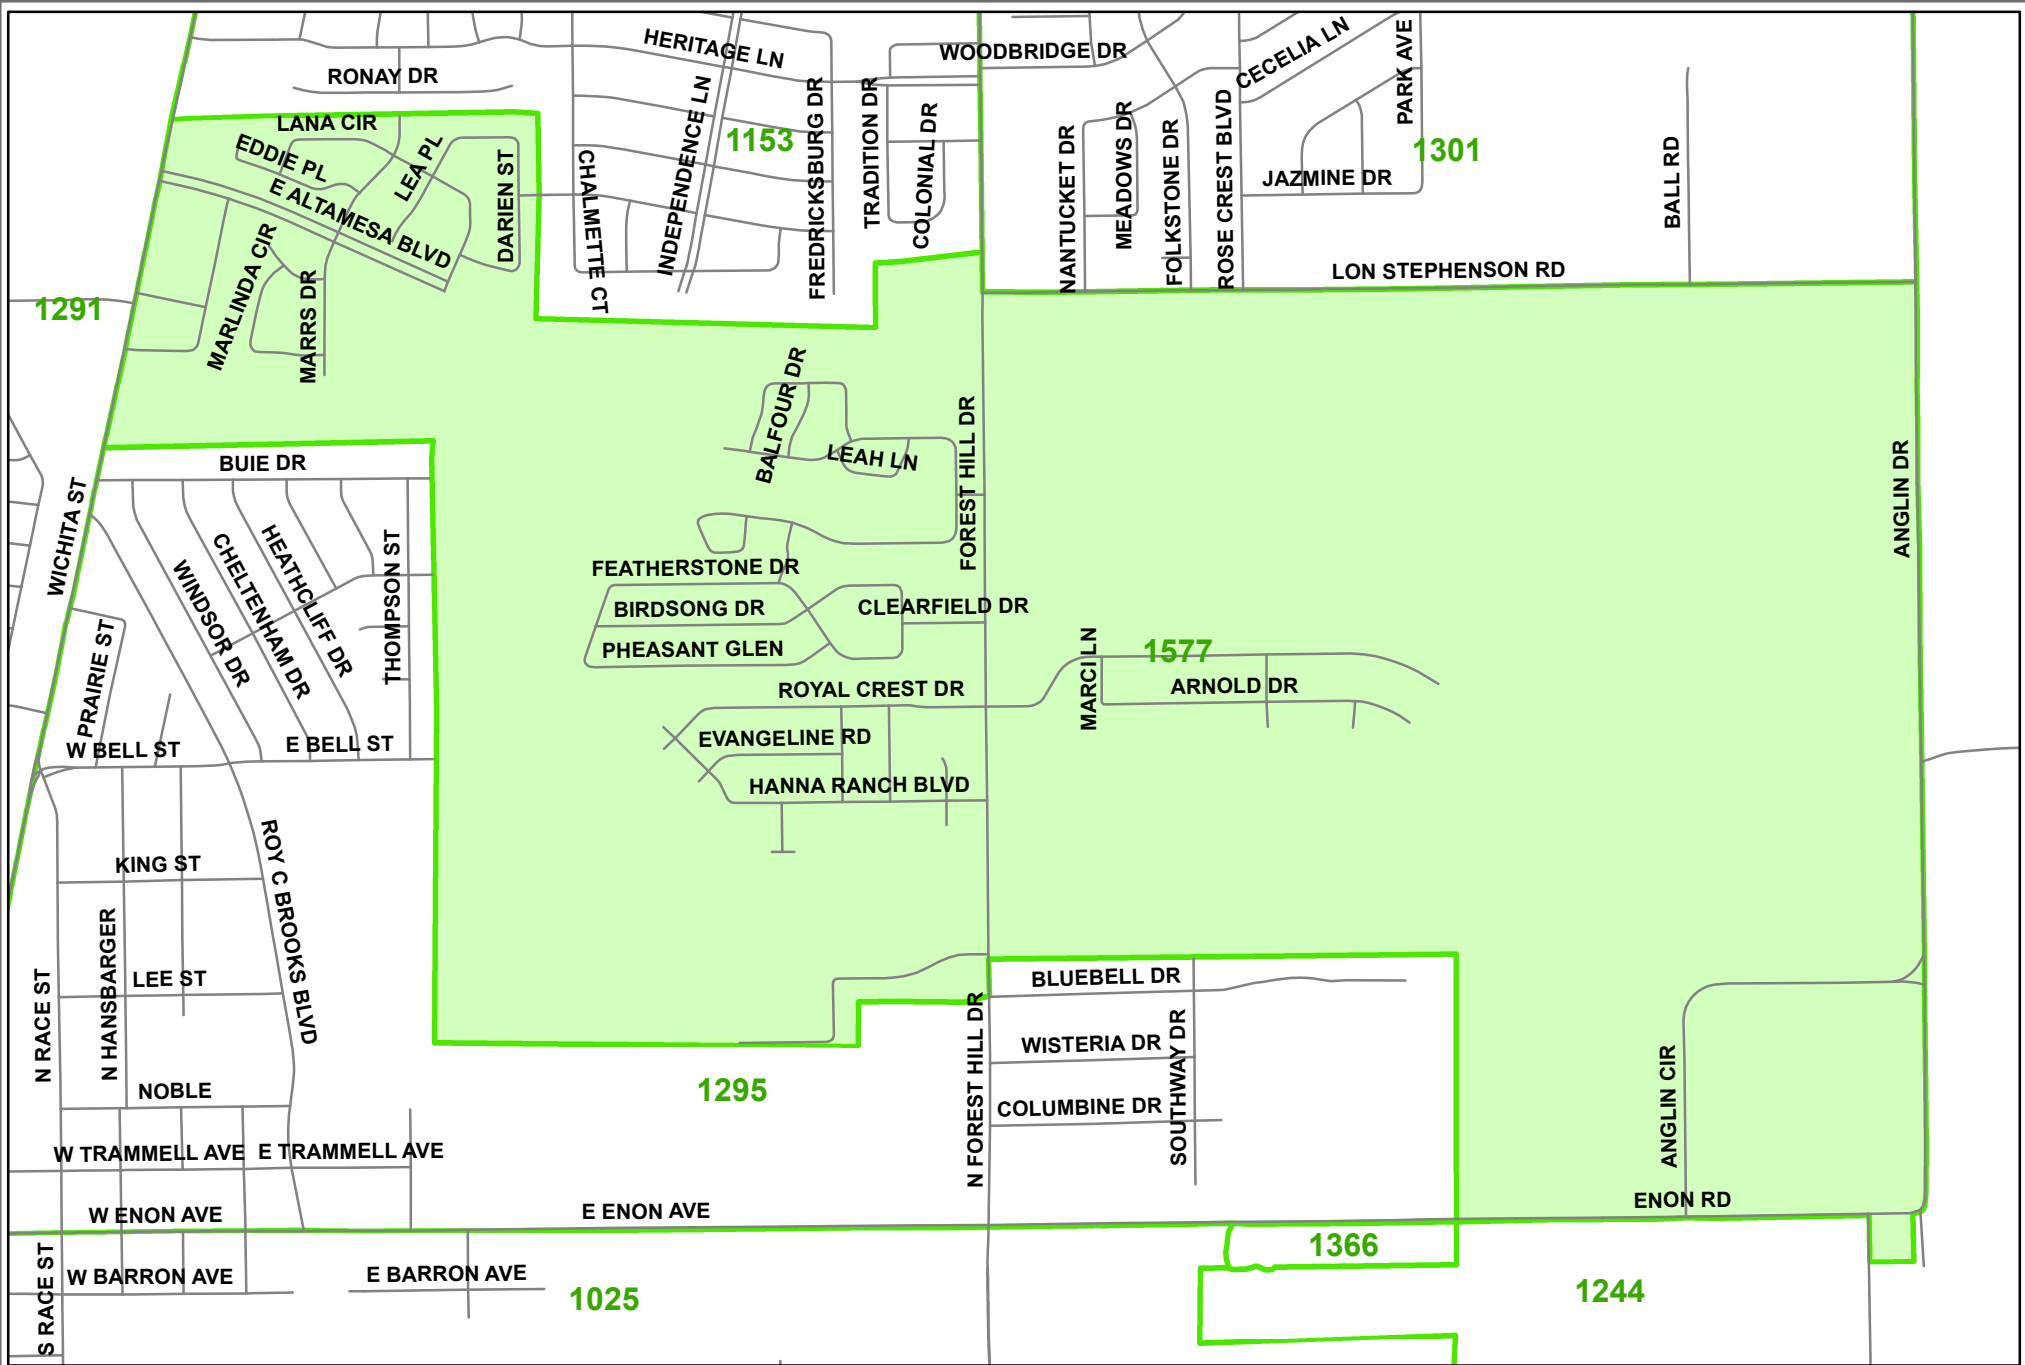 HERITAGE LN
WOODBRIDGE DR
CECELIA LN
PARK AVE
RONAY DR
LANA CIR
EDDIE PL
LEA PL
E ALTAMESA BLVD
DARIEN ST
CHALMETTE CT
INDEPENDENCE LN
1153
FREDRICKSBURG DR
TRADITION DR
COLONIAL DR
NANTUCKET DR
MEADOWS DR
FOLKSTONE DR
ROSE CREST BLVD
JAZMINE DR
1301
BALL RD
LON STEPHENSON RD
1291
MARLINDA CIR
MARRS DR
BALFOUR DR
LEAH LN
FOREST HILL DR
ANGLIN DR
BUIE DR
WICHITA ST
WINDSOR DR
CHELTENHAM DR
HEATHCLIFF DR
THOMPSON ST
FEATHERSTONE DR
BIRDSONG DR
CLEARFIELD DR
PHEASANT GLEN
PRAIRIE ST
MARCI LN
1577
ARNOLD DR
ROYAL CREST DR
EVANGELINE RD
HANNA RANCH BLVD
W BELL ST
E BELL ST
ROY C BROOKS BLVD
KING ST
N HANSBARGER
LEE ST
N RACE ST
NOBLE
1295
N FOREST HILL DR
BLUEBELL DR
WISTERIA DR
COLUMBINE DR
SOUTHWAY DR
ANGLIN CIR
W TRAMMELL AVE
E TRAMMELL AVE
W ENON AVE
E ENON AVE
ENON RD
S RACE ST
W BARRON AVE
E BARRON AVE
1025
1366
1244